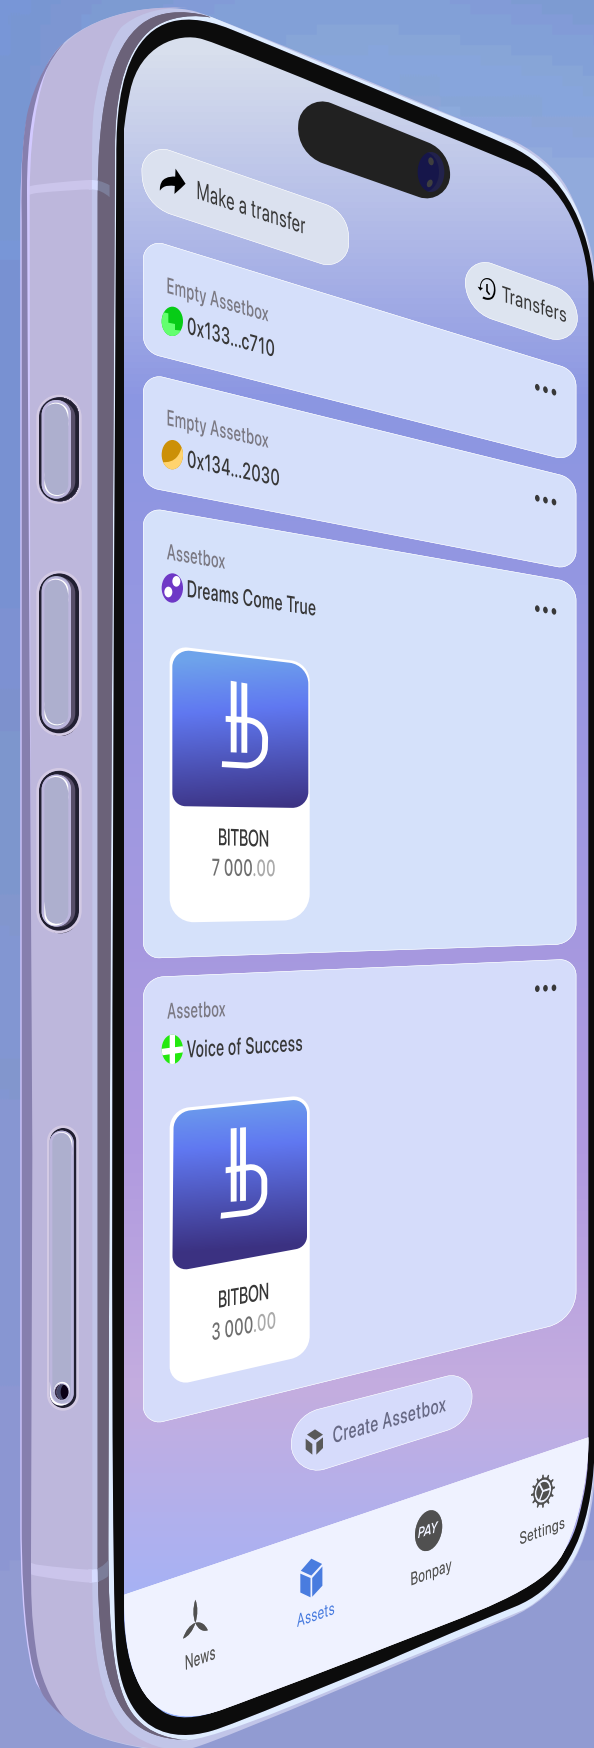 Make a transfer
Transfers
Empty Assetbox
0x133...c710
Empty Assetbox
0x134...2030
Assetbox
Dreams Come True
BITBON
7 000.00
Assetbox
Voice of Success
BITBON
3 000.00
Create Assetbox
News
Assets
PAY
Bonpay
Settings